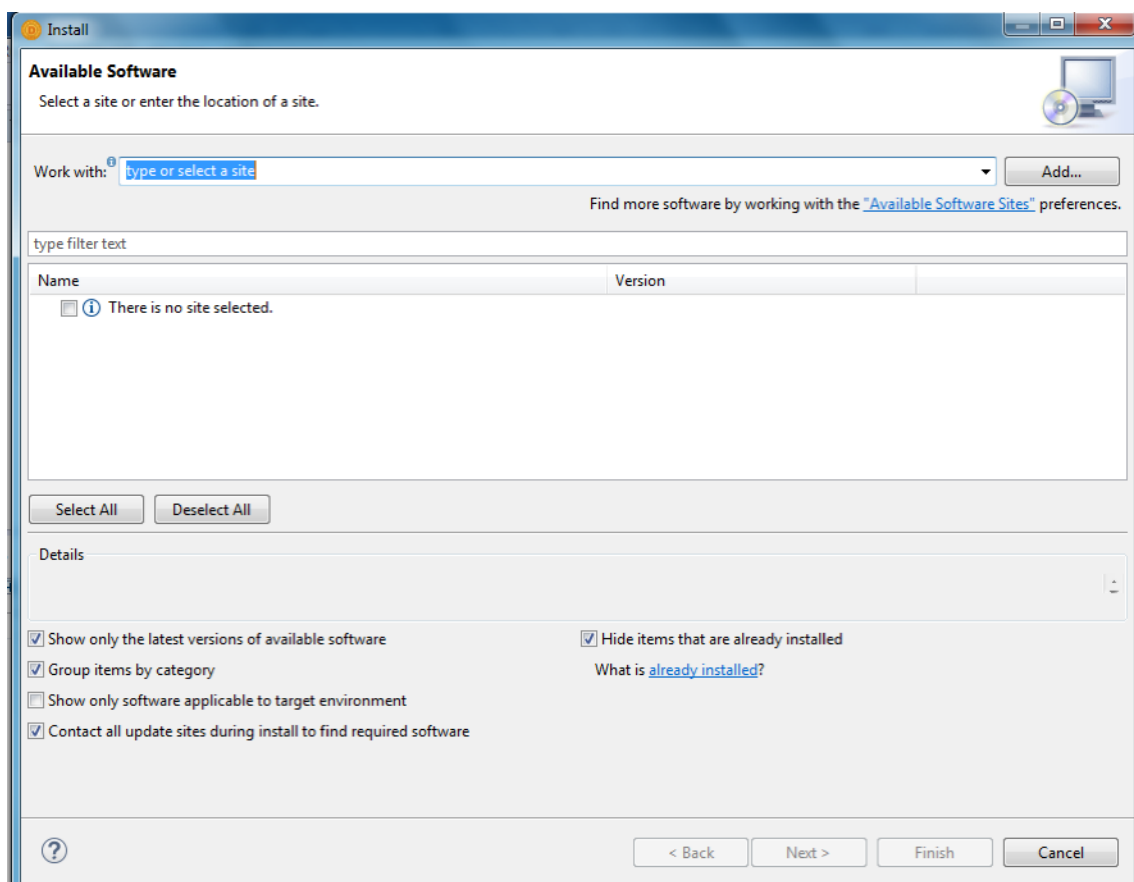 Install
Available Software
Select a site or enter the location of a site.
Work with: type or select a site Add...
Find more software by working with the "Available Software Sites" preferences.
type filter text
Name Version
There is no site selected.
Select All Deselect All
Details
Show only the latest versions of available software Hide items that are already installed
Group items by category What is already installed?
Show only software applicable to target environment
Contact all update sites during install to find required software
< Back Next > Finish Cancel